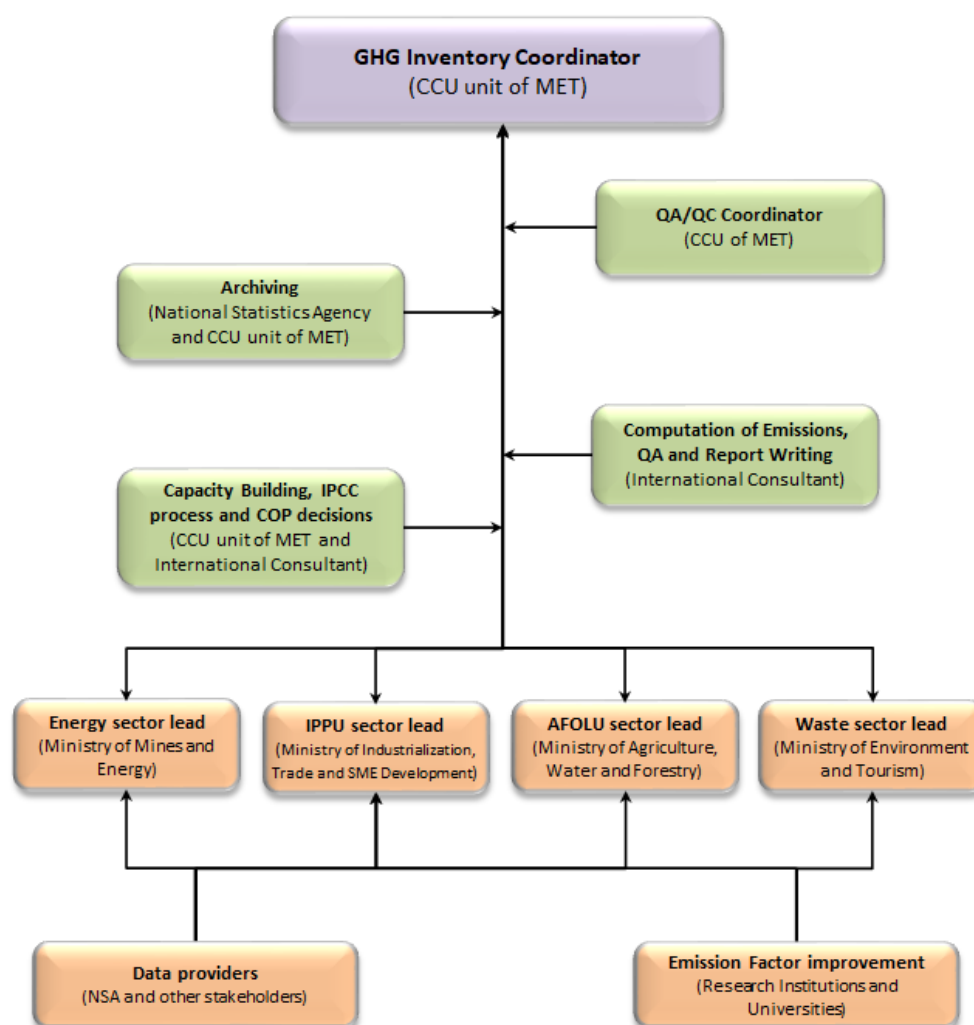 GHG Inventory Coordinator
(CCU unit of MET)
QA/QC Coordinator
(CCU of MET)
Archiving
(National Statistics Agency
and CCU unit of MET)
Computation of Emissions,
QA and Report Writing
(International Consultant)
Capacity Building, IPCC
process and COP decisions
(CCU unit of MET and
International Consultant)
Energy sector lead
(Ministry of Mines and
Energy)
IPPU sector lead
(Ministry of Industrialization,
Trade and SME Development)
AFOLU sector lead
(Ministry of Agriculture,
Water and Forestry)
Waste sector lead
(Ministry of Environment
and Tourism)
Data providers
(NSA and other stakeholders)
Emission Factor improvement
(Research Institutions and
Universities)